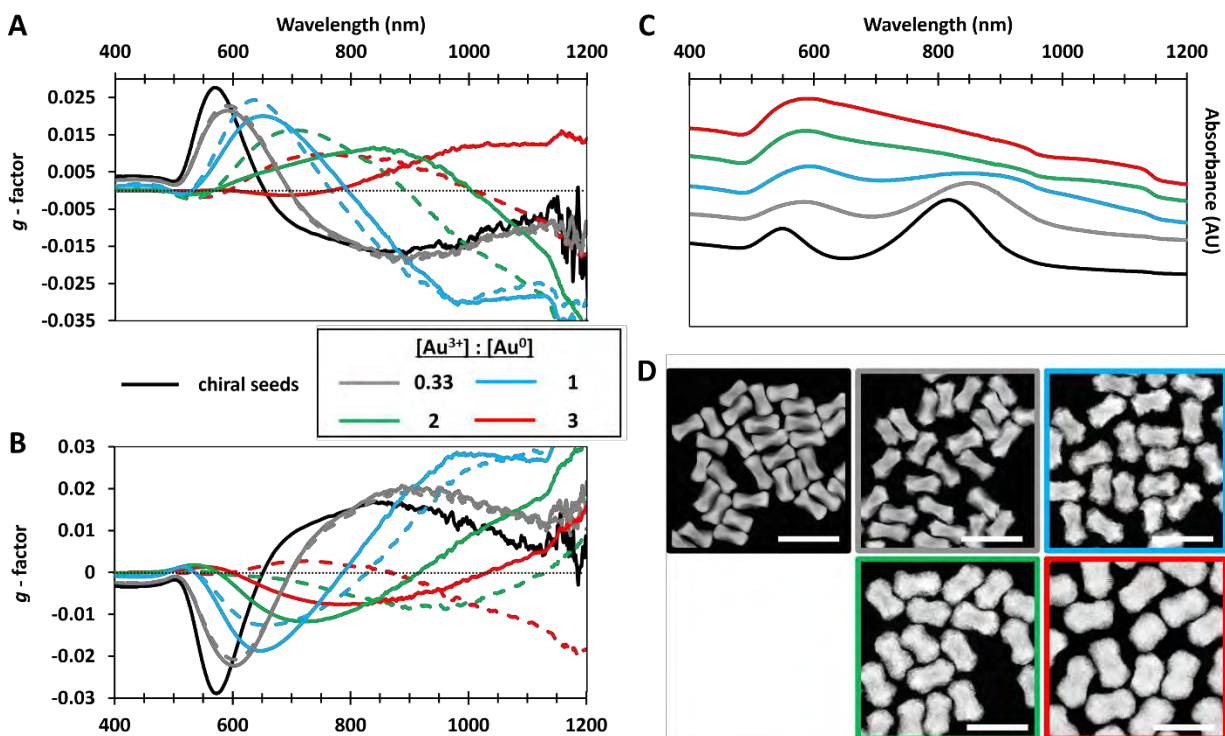 A
Wavelength (nm)
400 600 800 1000 1200
0.025
0.015
0.005
-0.005
-0.015
-0.025
-0.035
g - factor
C
Wavelength (nm)
400 600 800 1000 1200
Absorbance (AU)
chiral seeds
[Au³⁺] : [Au⁰]
0.33 1
2 3
B
0.03
0.02
0.01
0
-0.01
-0.02
-0.03
g - factor
400 600 800 1000 1200
D